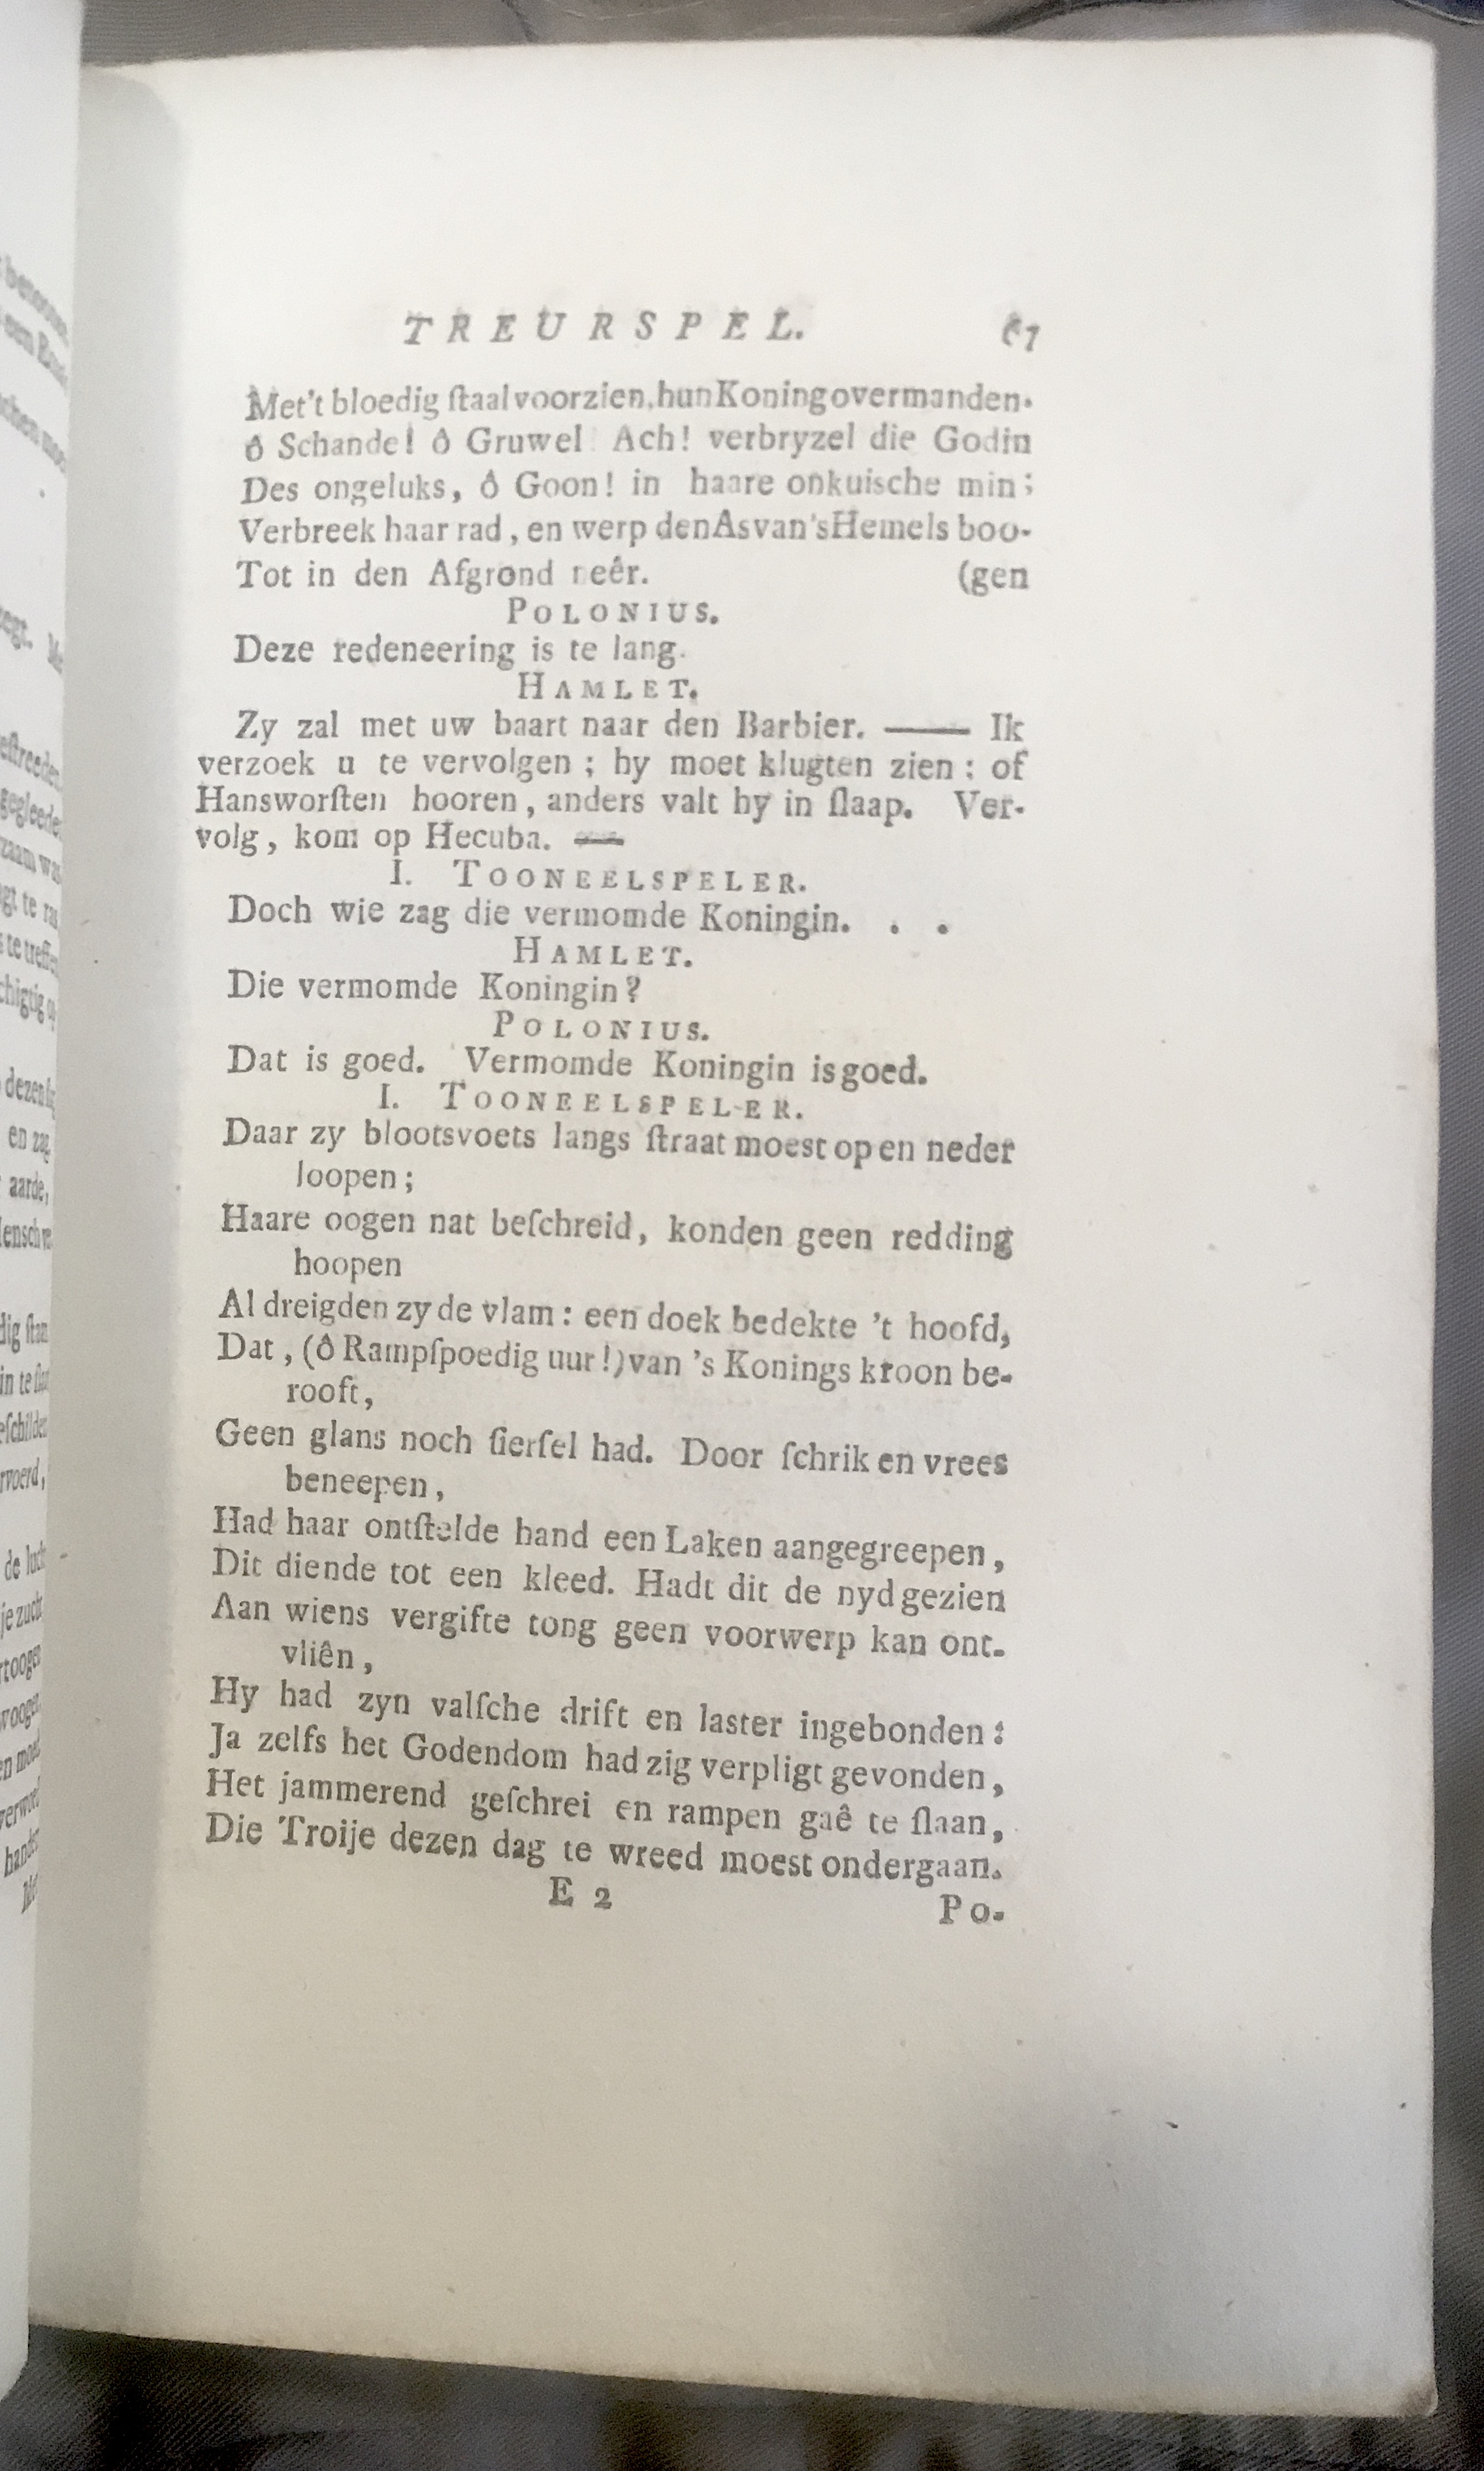 TREURSPEL. 67
Met 't bloedig ſtaal voorzien, hun Koning overmanden.
ô Schande! ô Gruwel! Ach! verbryzel die Godin
Des ongeluks, ô Goon! in haare onkuische min;
Verbreek haar rad, en werp den As van 's Hemels boo-
Tot in den Afgrond neêr. (gen
POLONIUS.
Deze redeneering is te lang.
HAMLET.
Zy zal met uw baart naar den Barbier. —— Ik
verzoek u te vervolgen; hy moet klugten zien: of
Hansworſten hooren, anders valt hy in ſlaap. Ver-
volg, kom op Hecuba. —
I. TOONEELSPELER.
Doch wie zag die vermomde Koningin. . .
HAMLET.
Die vermomde Koningin?
POLONIUS.
Dat is goed. Vermomde Koningin is goed.
I. TOONEELSPELER.
Daar zy blootsvoets langs ſtraat moest op en neder
loopen;
Haare oogen nat beſchreid, konden geen redding
hoopen
Al dreigden zy de vlam: een doek bedekte 't hoofd,
Dat, (ô Rampſpoedig uur!) van 's Konings kroon be-
rooft,
Geen glans noch ſierſel had. Door ſchrik en vrees
beneepen,
Had haar ontſtelde hand een Laken aangegreepen,
Dit diende tot een kleed. Hadt dit de nyd gezien
Aan wiens vergifte tong geen voorwerp kan ont-
vliên,
Hy had zyn valſche drift en laster ingebonden:
Ja zelfs het Godendom had zig verpligt gevonden,
Het jammerend geſchrei en rampen gaê te ſlaan,
Die Troije dezen dag te wreed moest ondergaan.
E 2 Po-